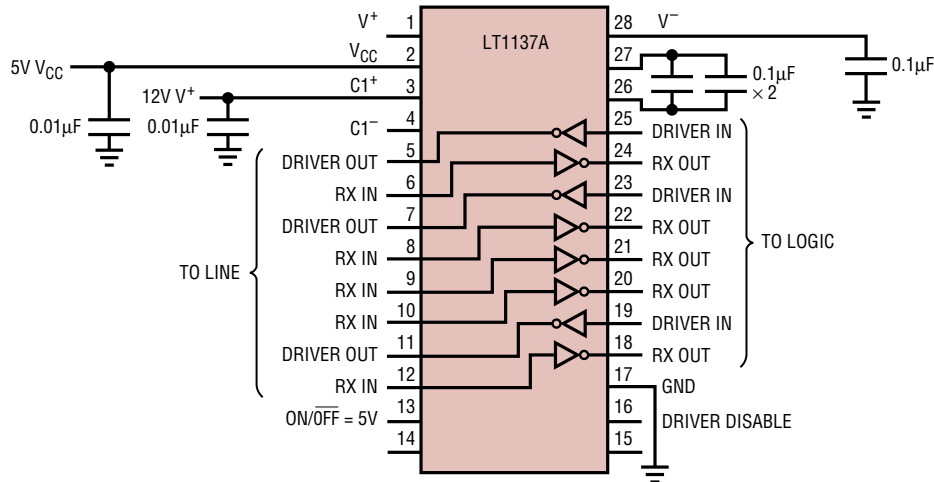 LT1137A
V+ 1
VCC 2
5V VCC
C1+ 3
12V V+
C1− 4
0.01µF
0.01µF
DRIVER OUT 5
RX IN 6
DRIVER OUT 7
RX IN 8
TO LINE
RX IN 9
RX IN 10
DRIVER OUT 11
RX IN 12
ON/OFF = 5V 13
14
28 V−
27
0.1µF
26
0.1µF
× 2
25 DRIVER IN
24 RX OUT
23 DRIVER IN
22 RX OUT
TO LOGIC
21 RX OUT
20 RX OUT
19 DRIVER IN
18 RX OUT
17 GND
16 DRIVER DISABLE
15